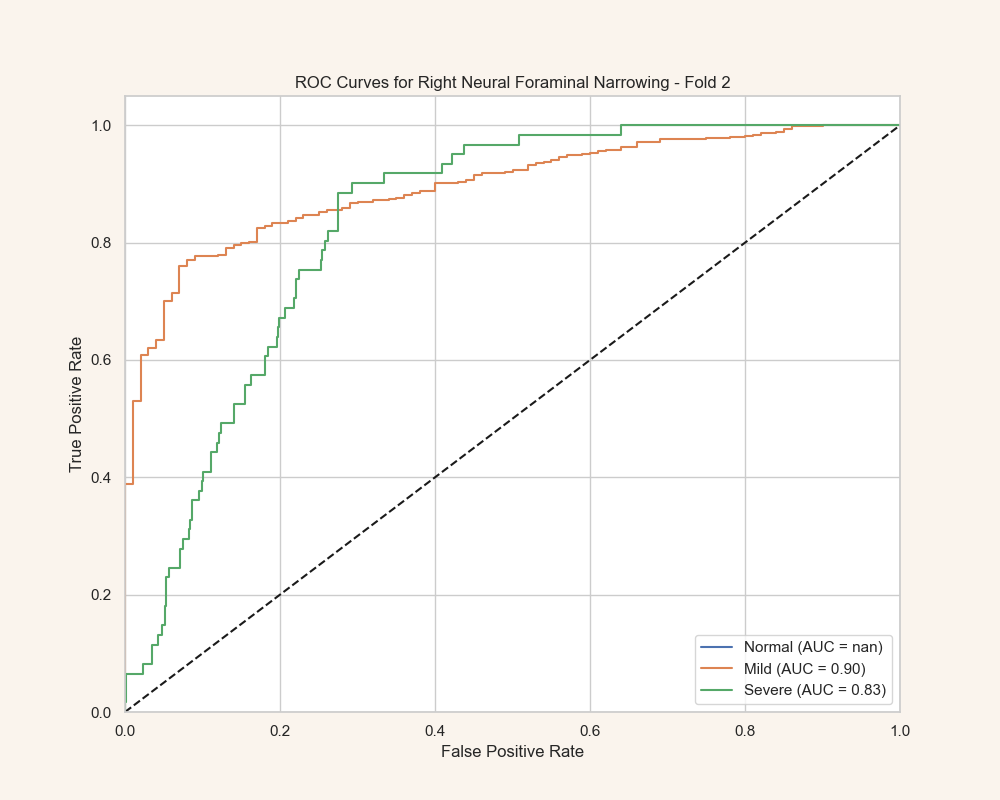 ROC Curves for Right Neural Foraminal Narrowing - Fold 2
True Positive Rate
1.0
0.8
0.6
0.4
0.2
0.0
0.0 0.2 0.4 0.6 0.8 1.0
False Positive Rate
Normal (AUC = nan)
Mild (AUC = 0.90)
Severe (AUC = 0.83)